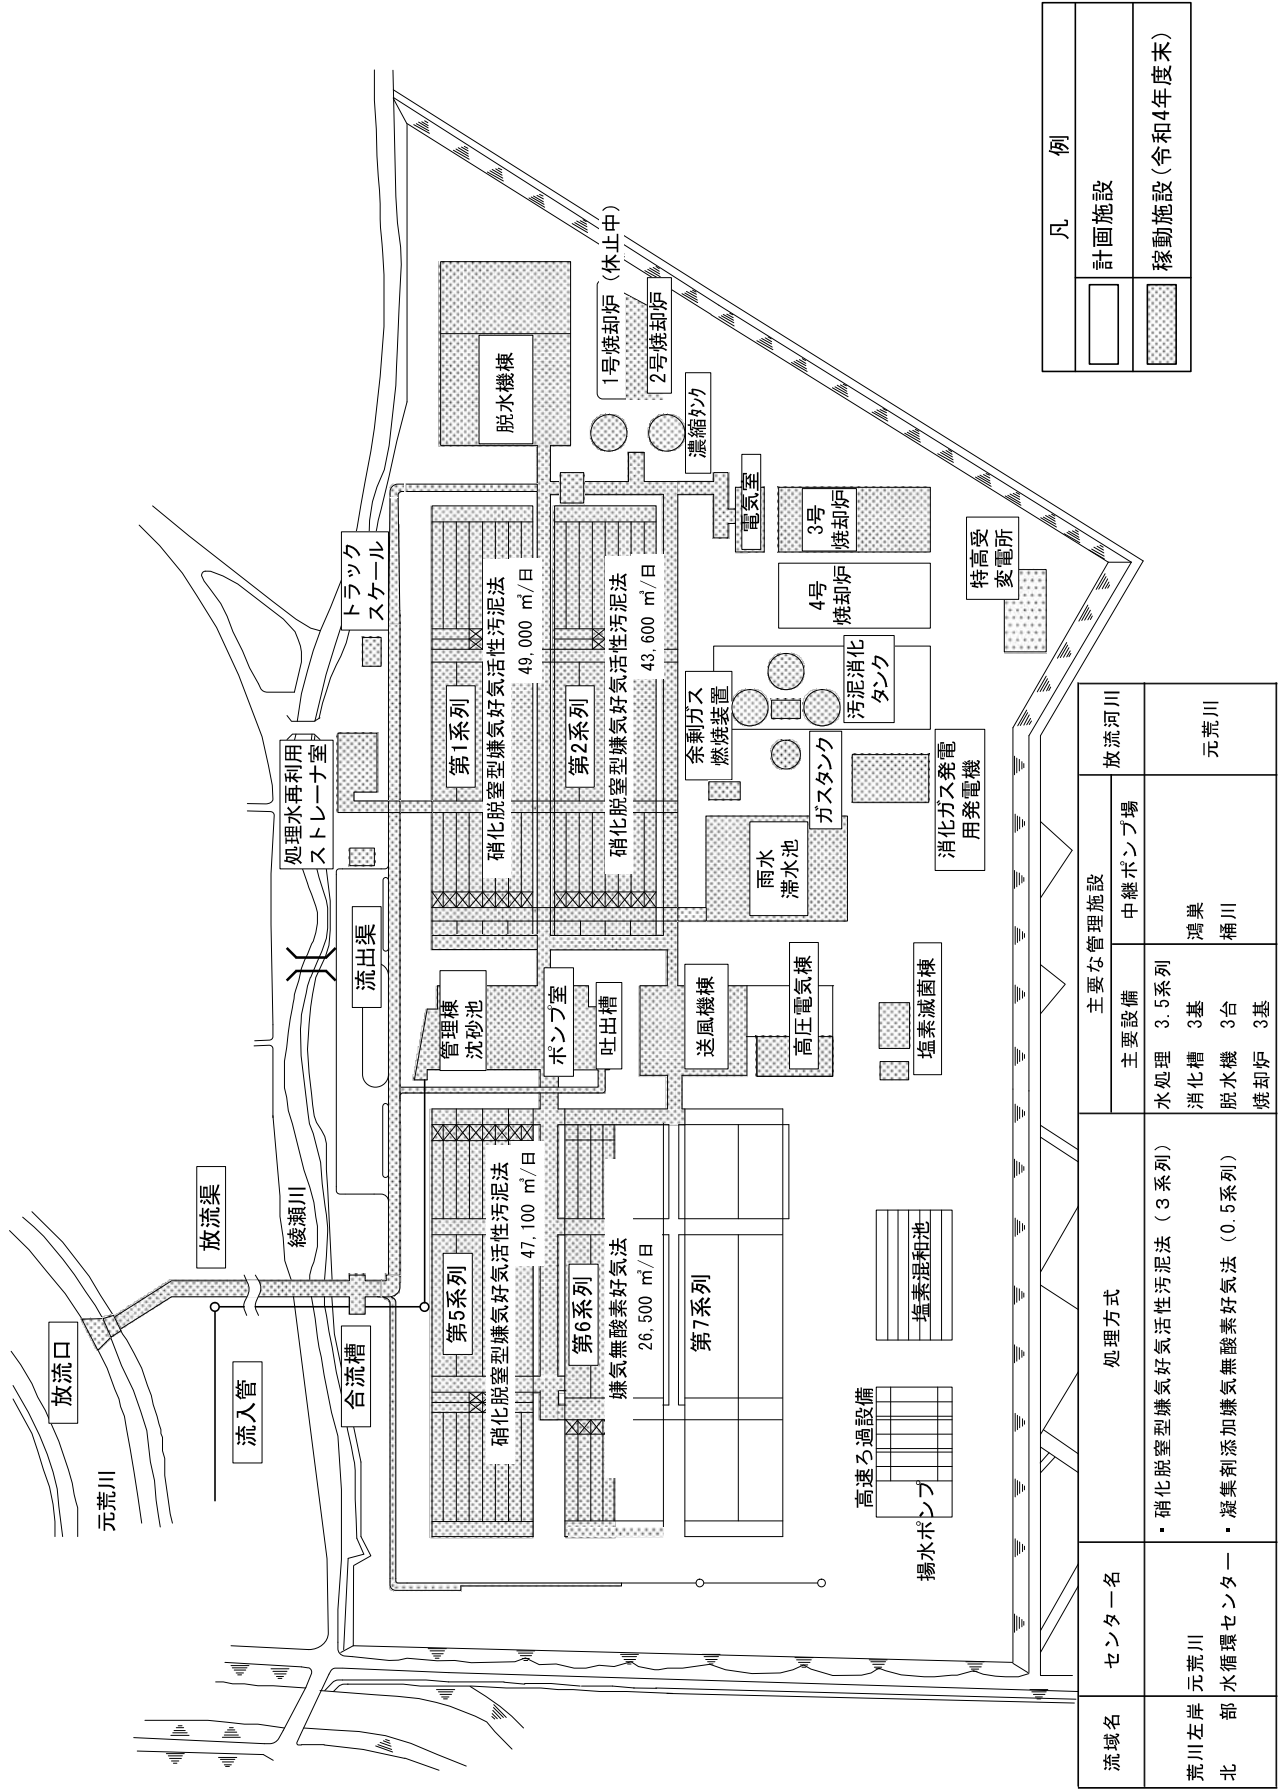 元荒川
放流口
放流渠
流入管
合流槽
綾瀬川
流出渠
処理水再利用
ストレーナ室
トラック
スケール
第5系列
硝化脱窒型嫌気好気活性汚泥法
47,100 ㎥/日
第6系列
嫌気無酸素好気法
26,500 ㎥/日
第7系列
管理棟
沈砂池
ポンプ室
吐出槽
送風機棟
高圧電気棟
塩素滅菌棟
塩素混和池
高速ろ過設備
揚水ポンプ
第1系列
硝化脱窒型嫌気好気活性汚泥法
49,000 ㎥/日
第2系列
硝化脱窒型嫌気好気活性汚泥法
43,600 ㎥/日
脱水機棟
1号焼却炉(休止中)
2号焼却炉
濃縮タンク
電気室
3号
焼却炉
4号
焼却炉
特高受
変電所
余剰ガス
燃焼装置
汚泥消化
タンク
ガスタンク
雨水
滞水池
消化ガス発電
用発電機
凡 例
計画施設
稼動施設(令和4年度末)
流域名 センター名 処理方式 主要な管理施設 放流河川
主要設備 中継ポンプ場
荒川左岸 元荒川 ・硝化脱窒型嫌気好気活性汚泥法(3系列) 水処理 3.5系列 鴻巣 元荒川
北 部 水循環センター ・凝集剤添加嫌気無酸素好気法(0.5系列) 消化槽 3基 桶川
脱水機 3台
焼却炉 3基